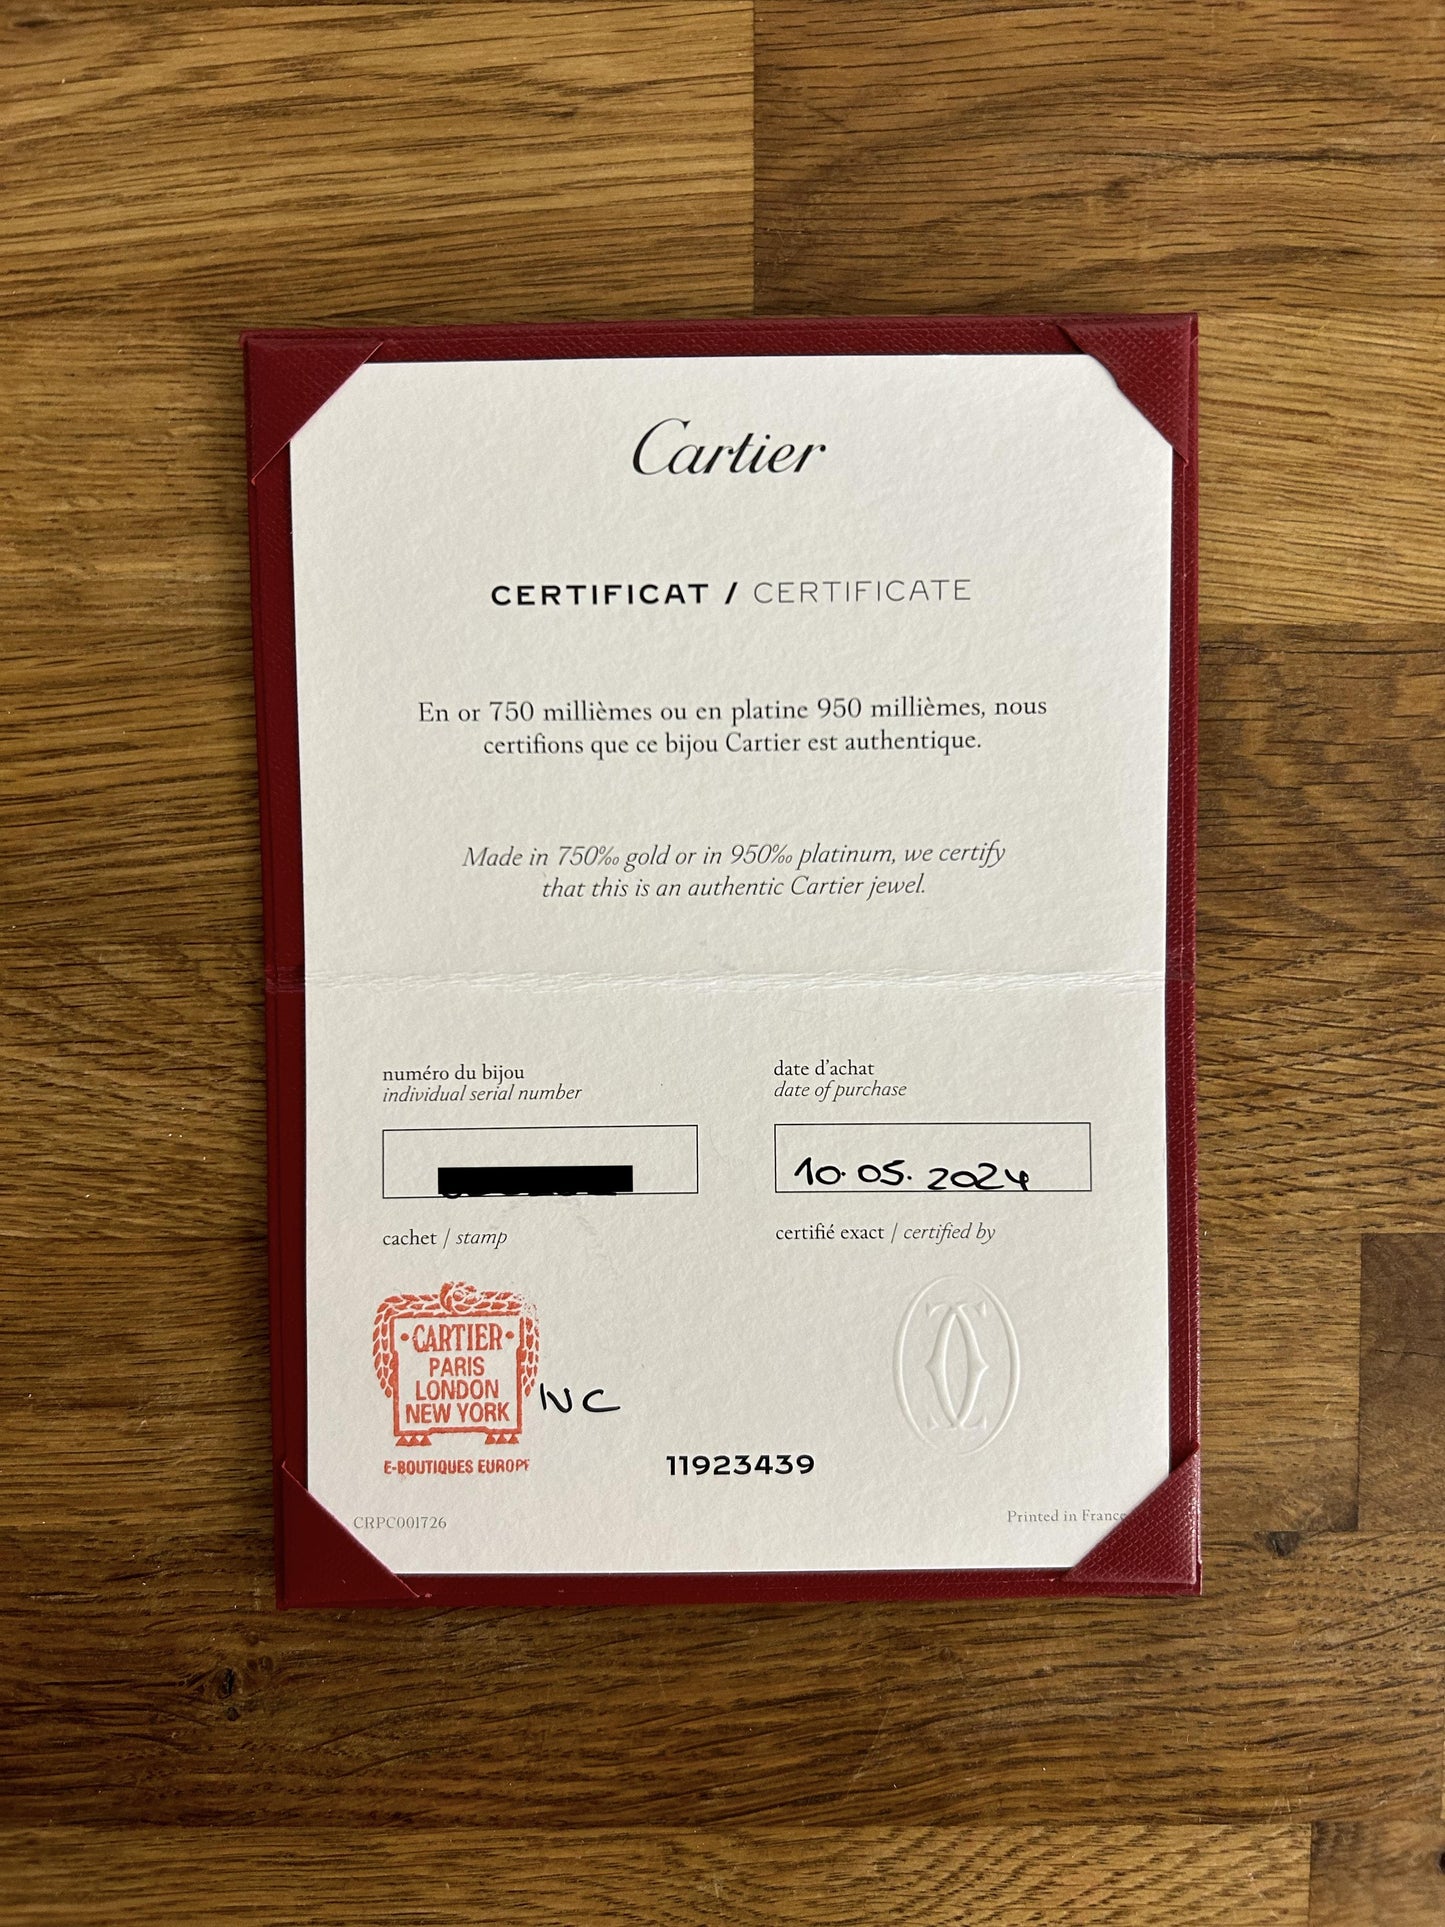 Cartier
CERTIFICAT / CERTIFICATE
En or 750 millièmes ou en platine 950 millièmes, nous
certifions que ce bijou Cartier est authentique.
Made in 750‰ gold or in 950‰ platinum, we certify
that this is an authentic Cartier jewel.
numéro du bijou
individual serial number
date d'achat
date of purchase
10.05.2024
cachet / stamp
certifié exact / certified by
·CARTIER·
PARIS
LONDON
NEW YORK
E-BOUTIQUES EUROPE
NC
11923439
CRPC001726
Printed in France